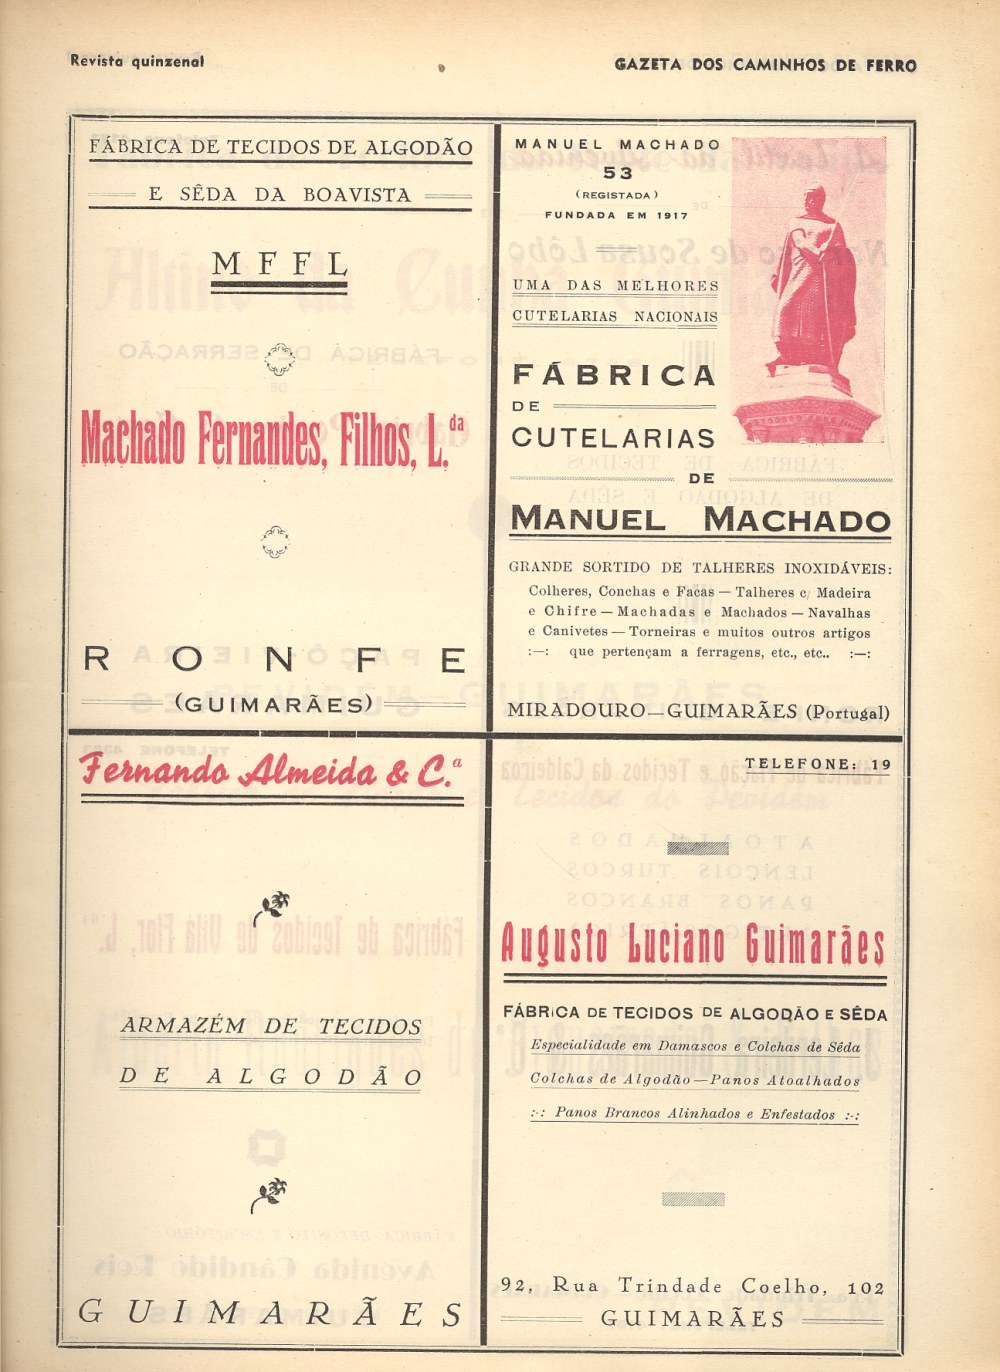 Revista quinzenal
GAZETA DOS CAMINHOS DE FERRO
FÁBRICA DE TECIDOS DE ALGODÃO
E SÊDA DA BOAVISTA
MFFL
Machado Fernandes, Filhos, L.da
RONFE
(GUIMARÃES)
MANUEL MACHADO
53
(REGISTADA)
FUNDADA EM 1917
UMA DAS MELHORES
CUTELARIAS NACIONAIS
FÁBRICA
DE
CUTELARIAS
DE
MANUEL MACHADO
GRANDE SORTIDO DE TALHERES INOXIDÁVEIS:
Colheres, Conchas e Facas — Talheres c/ Madeira
e Chifre — Machadas e Machados — Navalhas
e Canivetes — Torneiras e muitos outros artigos
:—: que pertençam a ferragens, etc., etc.. :—:
MIRADOURO — GUIMARÃES (Portugal)
Fernando Almeida & C.ª
ARMAZÉM DE TECIDOS
DE ALGODÃO
GUIMARÃES
TELEFONE: 19
Augusto Luciano Guimarães
FÁBRICA DE TECIDOS DE ALGODÃO E SÊDA
Especialidade em Damascos e Colchas de Sêda
Colchas de Algodão — Panos Atoalhados
:-: Panos Brancos Alinhados e Enfestados :-:
92, Rua Trindade Coelho, 102
GUIMARÃES